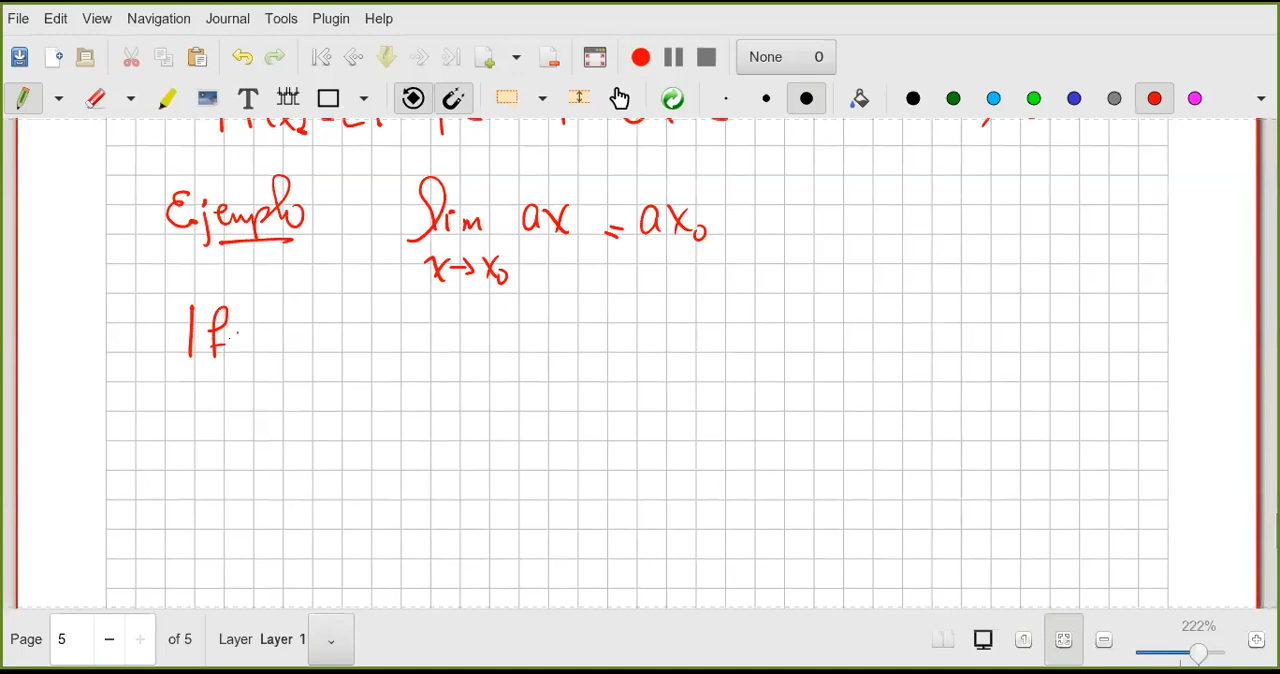 File Edit View Navigation Journal Tools Plugin Help
None 0
T
Ejemplo lim ax = ax₀
x→x₀
|f
Page 5 of 5 Layer Layer 1 222%